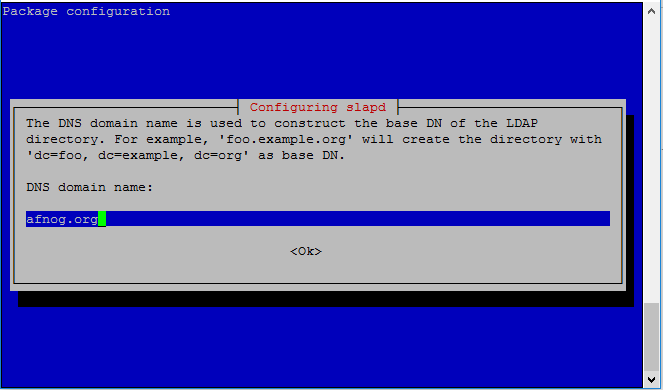 Package configuration
Configuring slapd
The DNS domain name is used to construct the base DN of the LDAP
directory. For example, 'foo.example.org' will create the directory with
'dc=foo, dc=example, dc=org' as base DN.
DNS domain name:
afnog.org
<Ok>